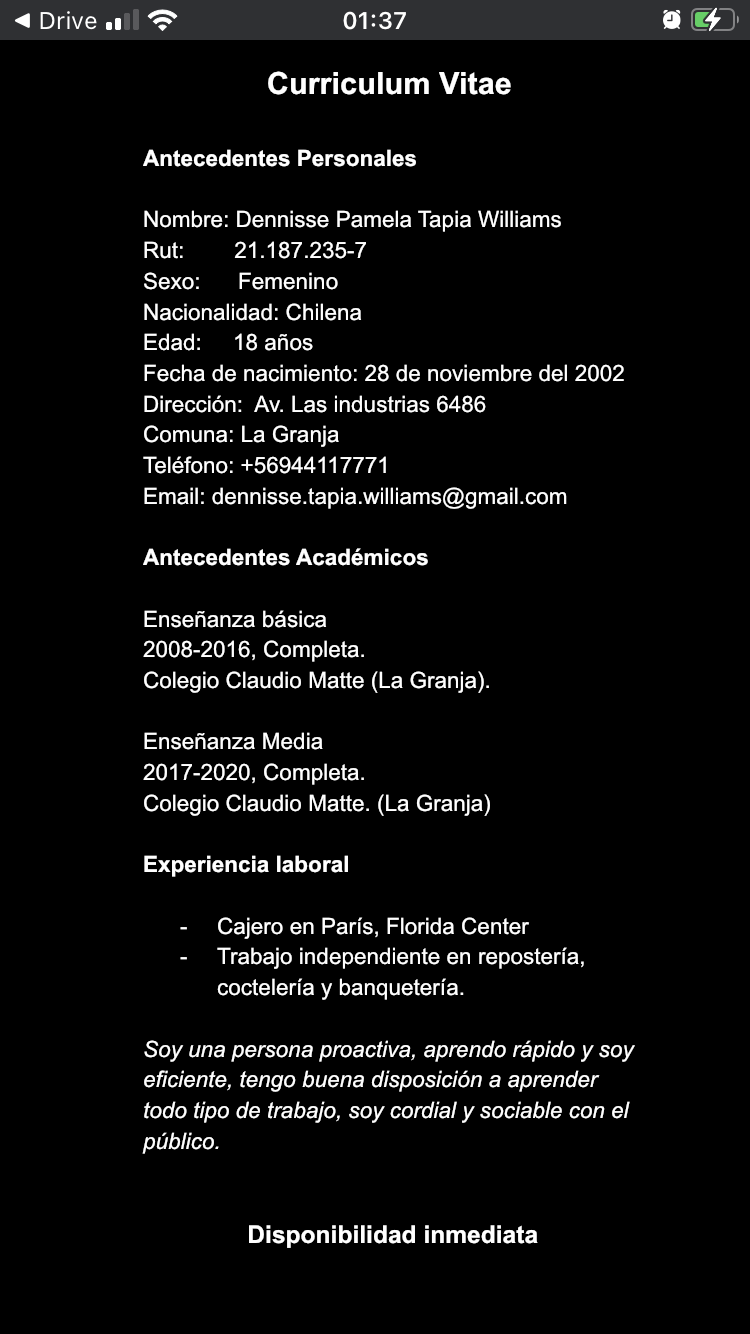 Drive
01:37
Curriculum Vitae
Antecedentes Personales
Nombre: Dennisse Pamela Tapia Williams
Rut: 21.187.235-7
Sexo: Femenino
Nacionalidad: Chilena
Edad: 18 años
Fecha de nacimiento: 28 de noviembre del 2002
Dirección: Av. Las industrias 6486
Comuna: La Granja
Teléfono: +56944117771
Email: dennisse.tapia.williams@gmail.com
Antecedentes Académicos
Enseñanza básica
2008-2016, Completa.
Colegio Claudio Matte (La Granja).
Enseñanza Media
2017-2020, Completa.
Colegio Claudio Matte. (La Granja)
Experiencia laboral
- Cajero en París, Florida Center
- Trabajo independiente en repostería,
coctelería y banquetería.
Soy una persona proactiva, aprendo rápido y soy
eficiente, tengo buena disposición a aprender
todo tipo de trabajo, soy cordial y sociable con el
público.
Disponibilidad inmediata